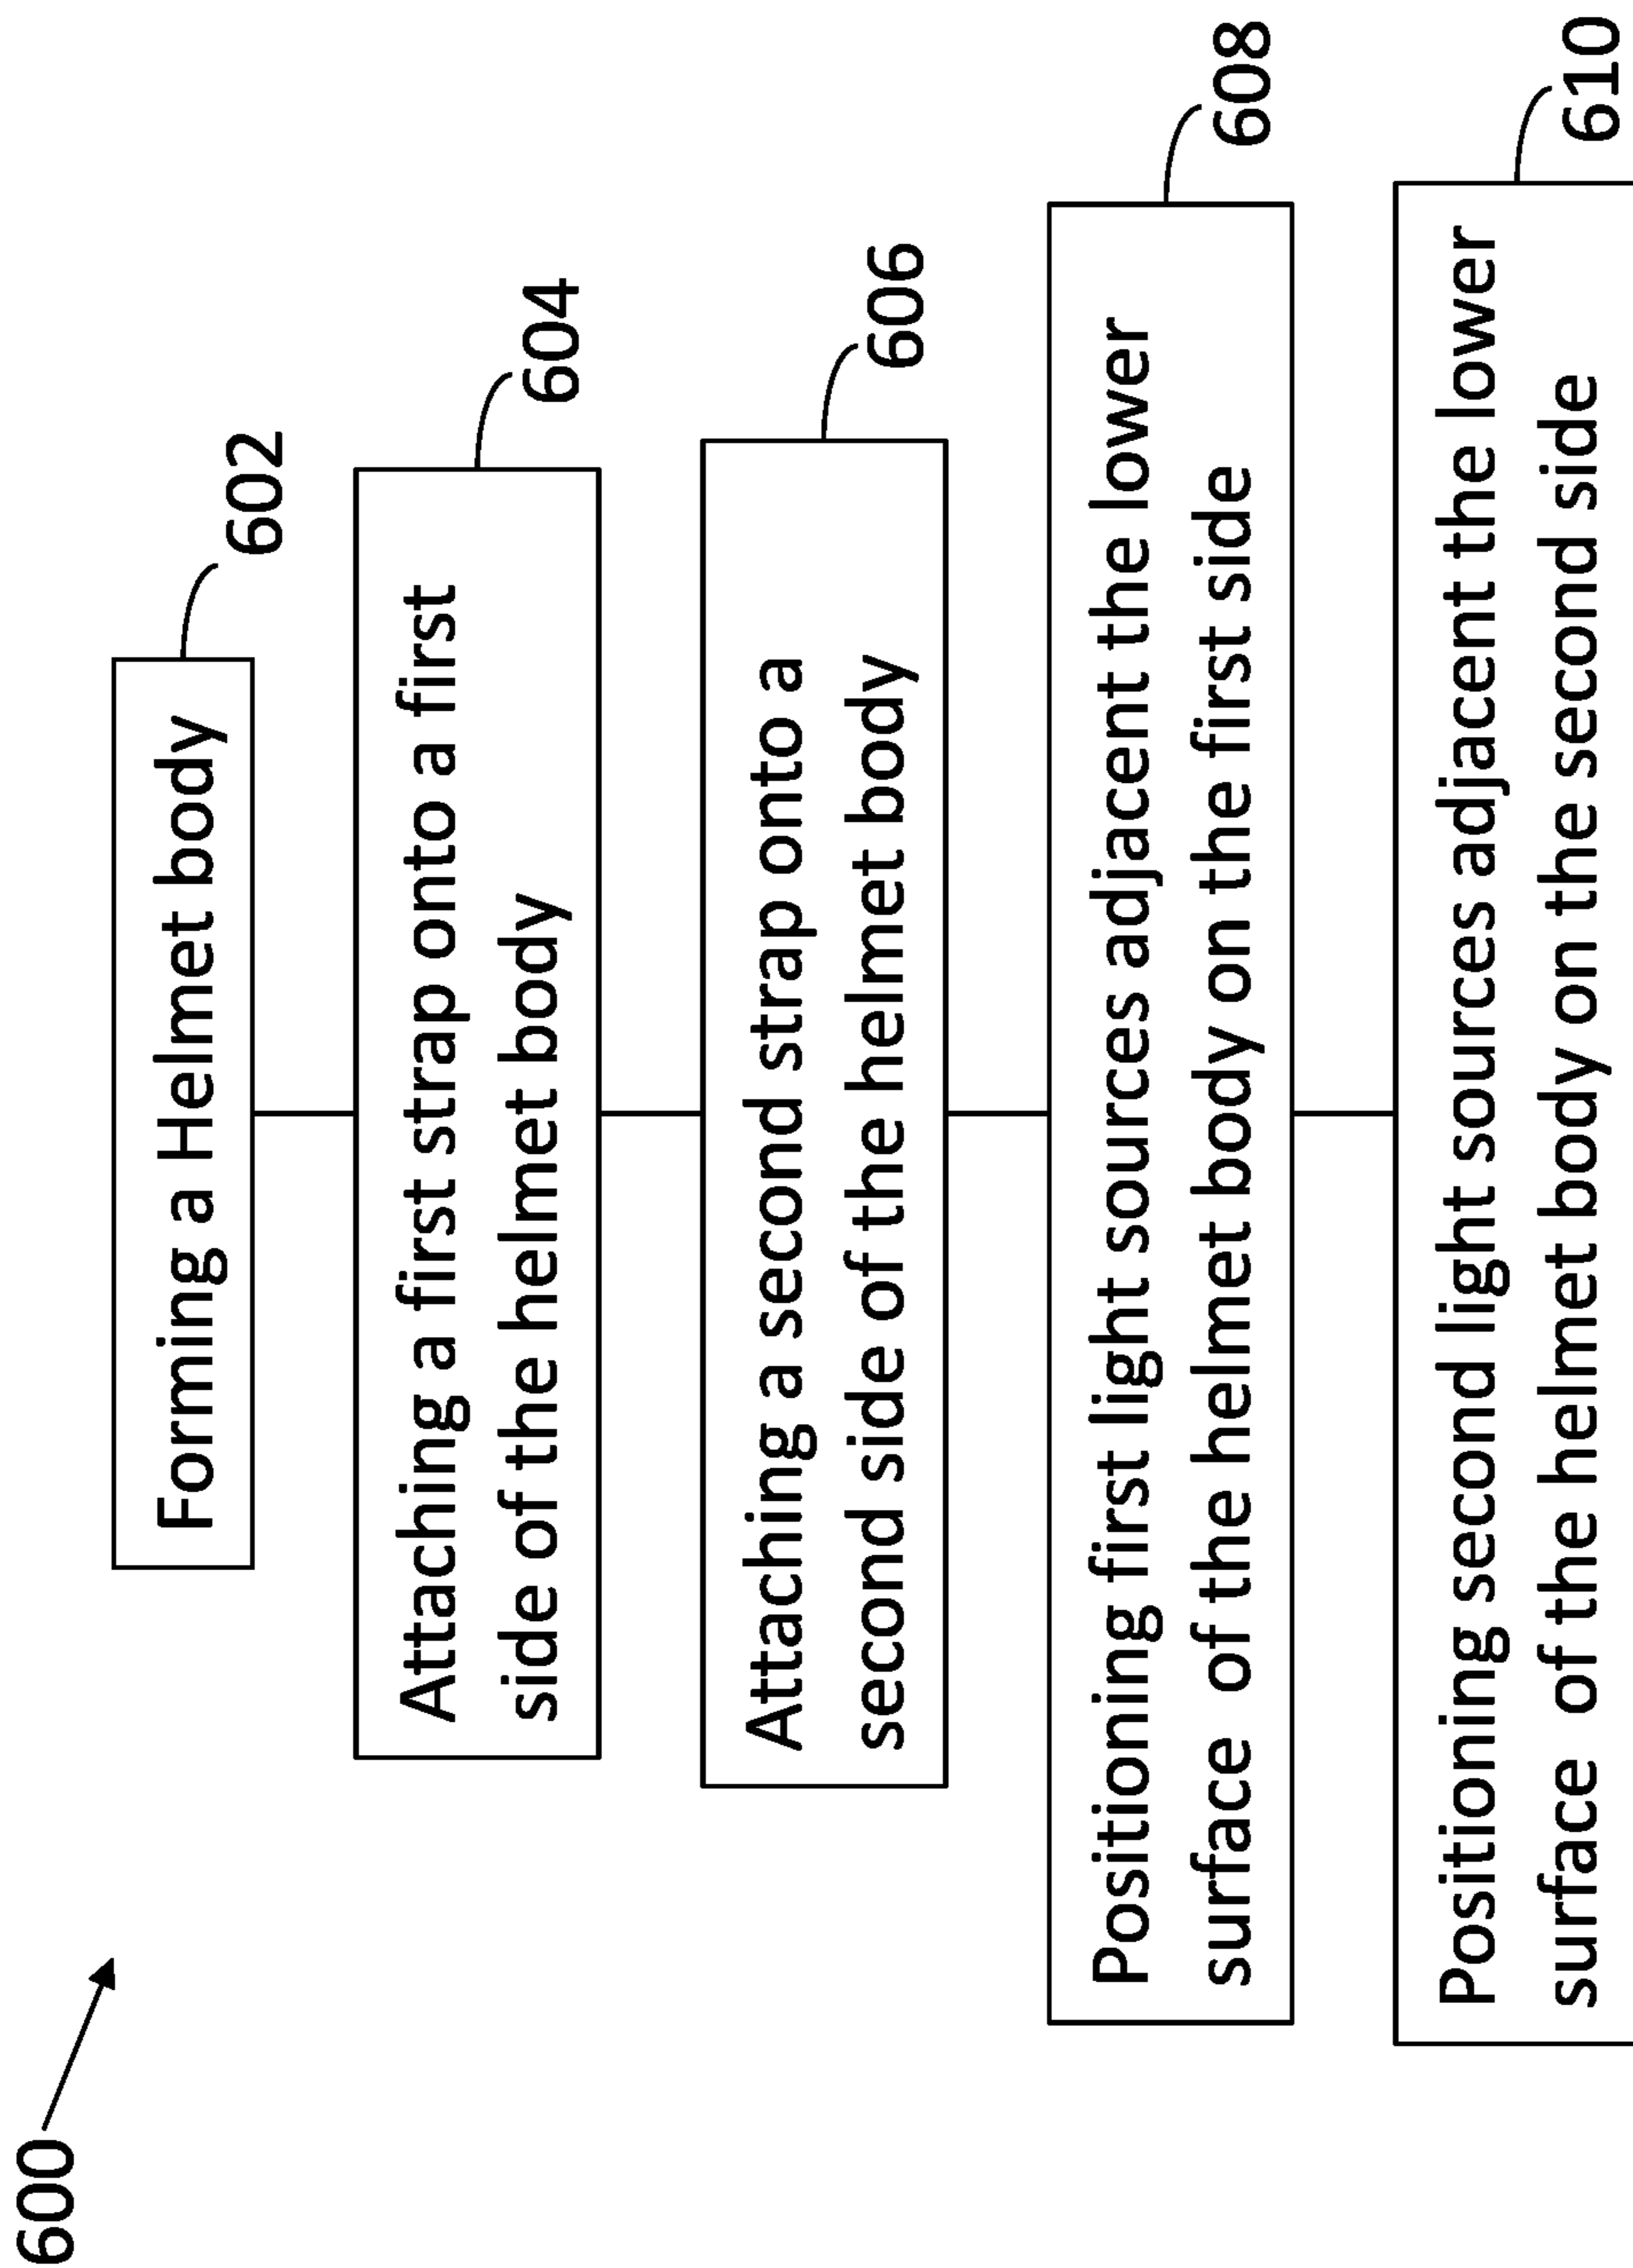 600
Forming a Helmet body
602
Attaching a first strap onto a first
side of the helmet body
604
Attaching a second strap onto a
second side of the helmet body
606
Positioning first light sources adjacent the lower
surface of the helmet body on the first side
608
Positioning second light sources adjacent the lower
surface of the helmet body on the second side
610